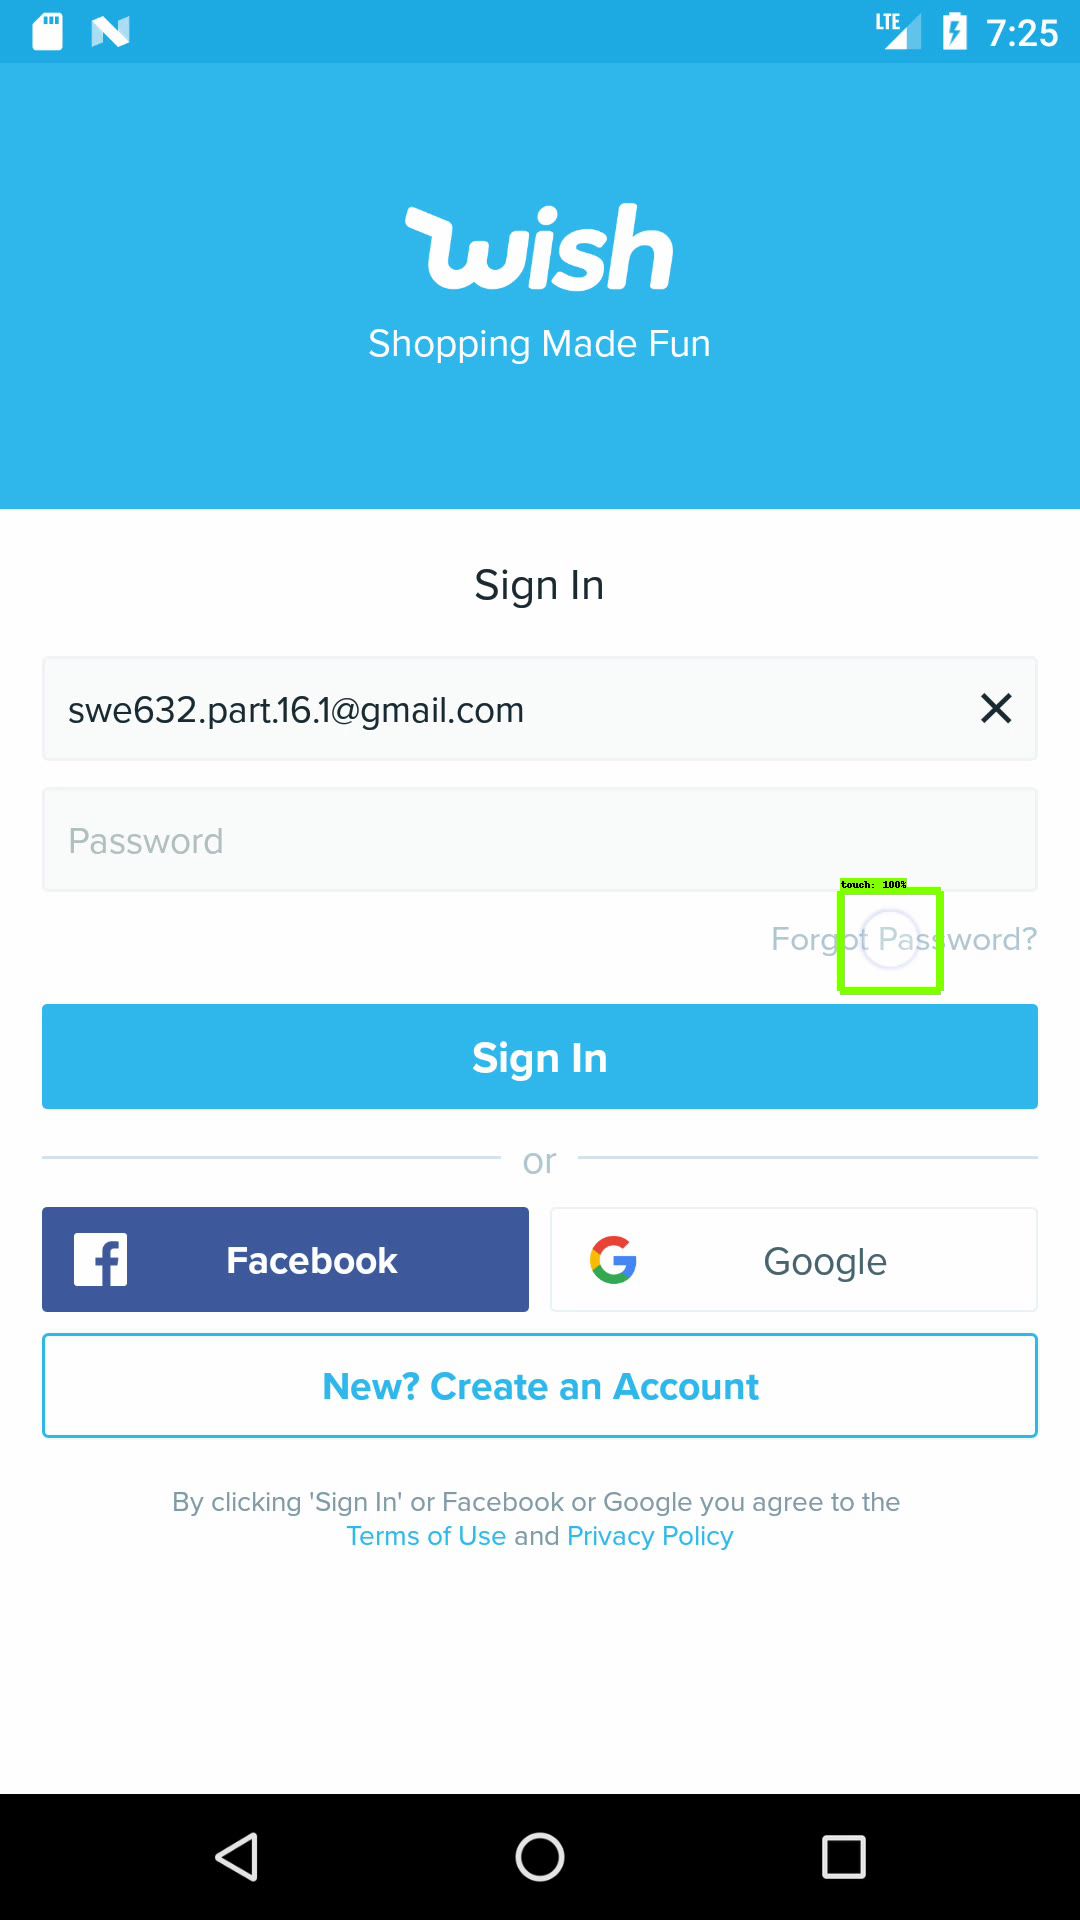 LTE 7:25
wish
Shopping Made Fun
Sign In
swe632.part.16.1@gmail.com
Password
touch: 100%
Forgot Password?
Sign In
or
Facebook
Google
New? Create an Account
By clicking 'Sign In' or Facebook or Google you agree to the
Terms of Use and Privacy Policy